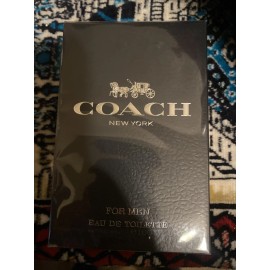 COACH
NEW YORK
FOR MEN
EAU DE TOILETTE